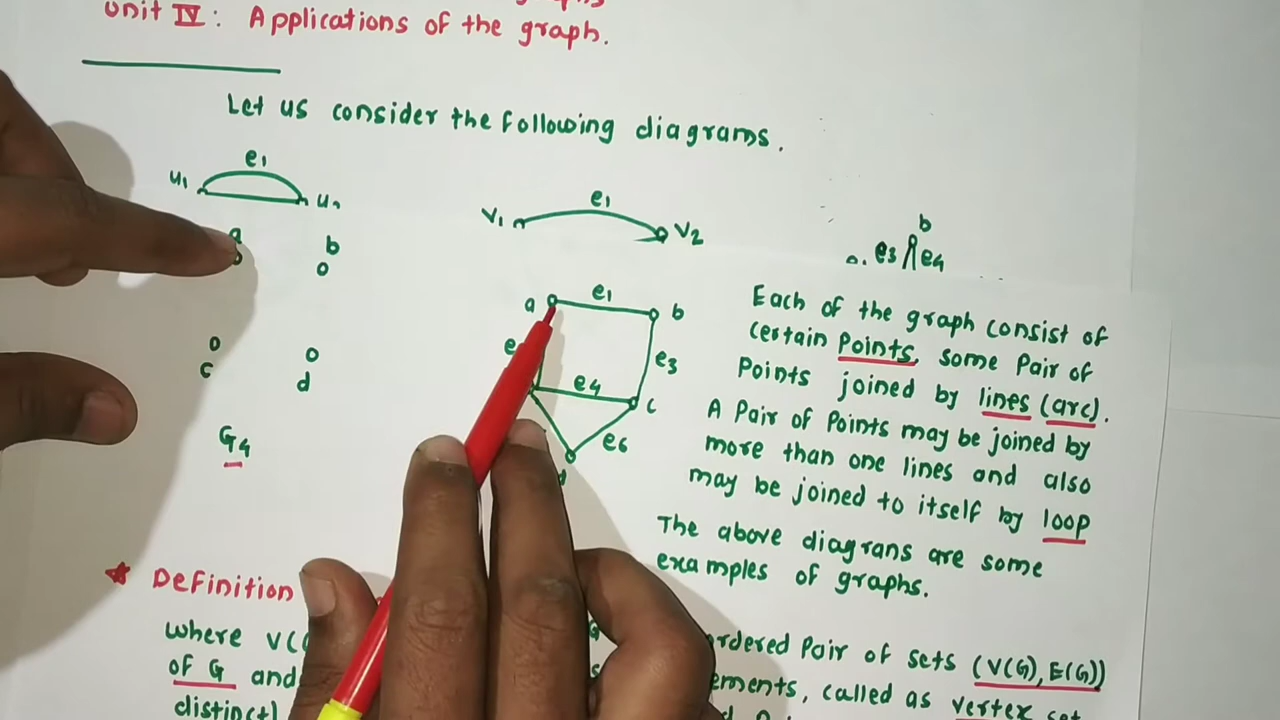 Unit IV: Applications of the graph.
Let us consider the following diagrams.
e1
u1
e1
V1 V2
b
e3 e4
a
b
c
d
G4
a e1 b
e3
e4 c
e6
Each of the graph consist of
certain Points, some Pair of
Points joined by lines (arc).
A Pair of Points may be joined by
more than one lines and also
may be joined to itself by loop
The above diagrans are some
examples of graphs.
★ Definition
where
ordered Pair of sets (V(G), E(G))
of G and
called as vertex set